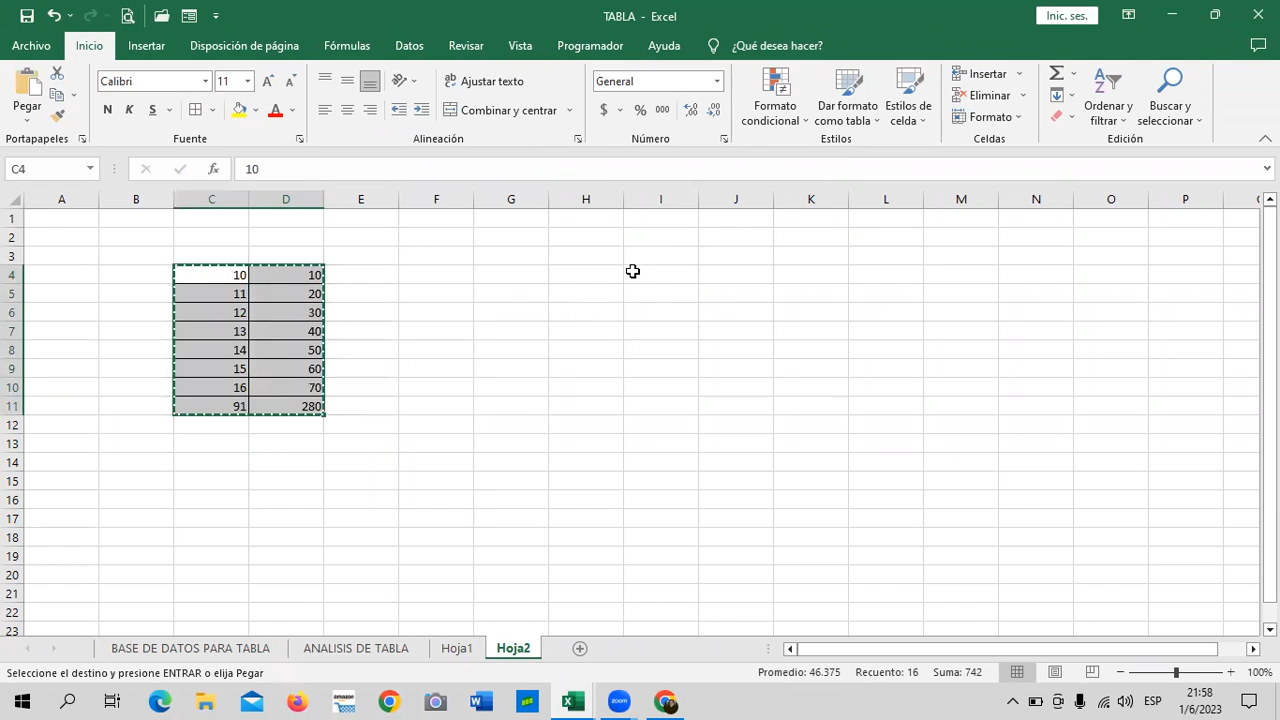 TABLA - Excel
Inic. ses.
Archivo Inicio Insertar Disposición de página Fórmulas Datos Revisar Vista Programador Ayuda ¿Qué desea hacer?
Pegar
Calibri 11
Ajustar texto
General
N K S
Combinar y centrar
$ % 000
Formato condicional
Dar formato como tabla
Estilos de celda
Insertar
Eliminar
Formato
Ordenar y filtrar
Buscar y seleccionar
Portapapeles Fuente Alineación Número Estilos Celdas Edición
C4 fx 10
A B C D E F G H I J K L M N O P
1
2
3
4 10 10
5 11 20
6 12 30
7 13 40
8 14 50
9 15 60
10 16 70
11 91 280
12
13
14
15
16
17
18
19
20
21
22
23
BASE DE DATOS PARA TABLA ANALISIS DE TABLA Hoja1 Hoja2
Seleccione el destino y presione ENTRAR o elija Pegar Promedio: 46.375 Recuento: 16 Suma: 742 100%
amazon
zoom
ESP
21:58
1/6/2023